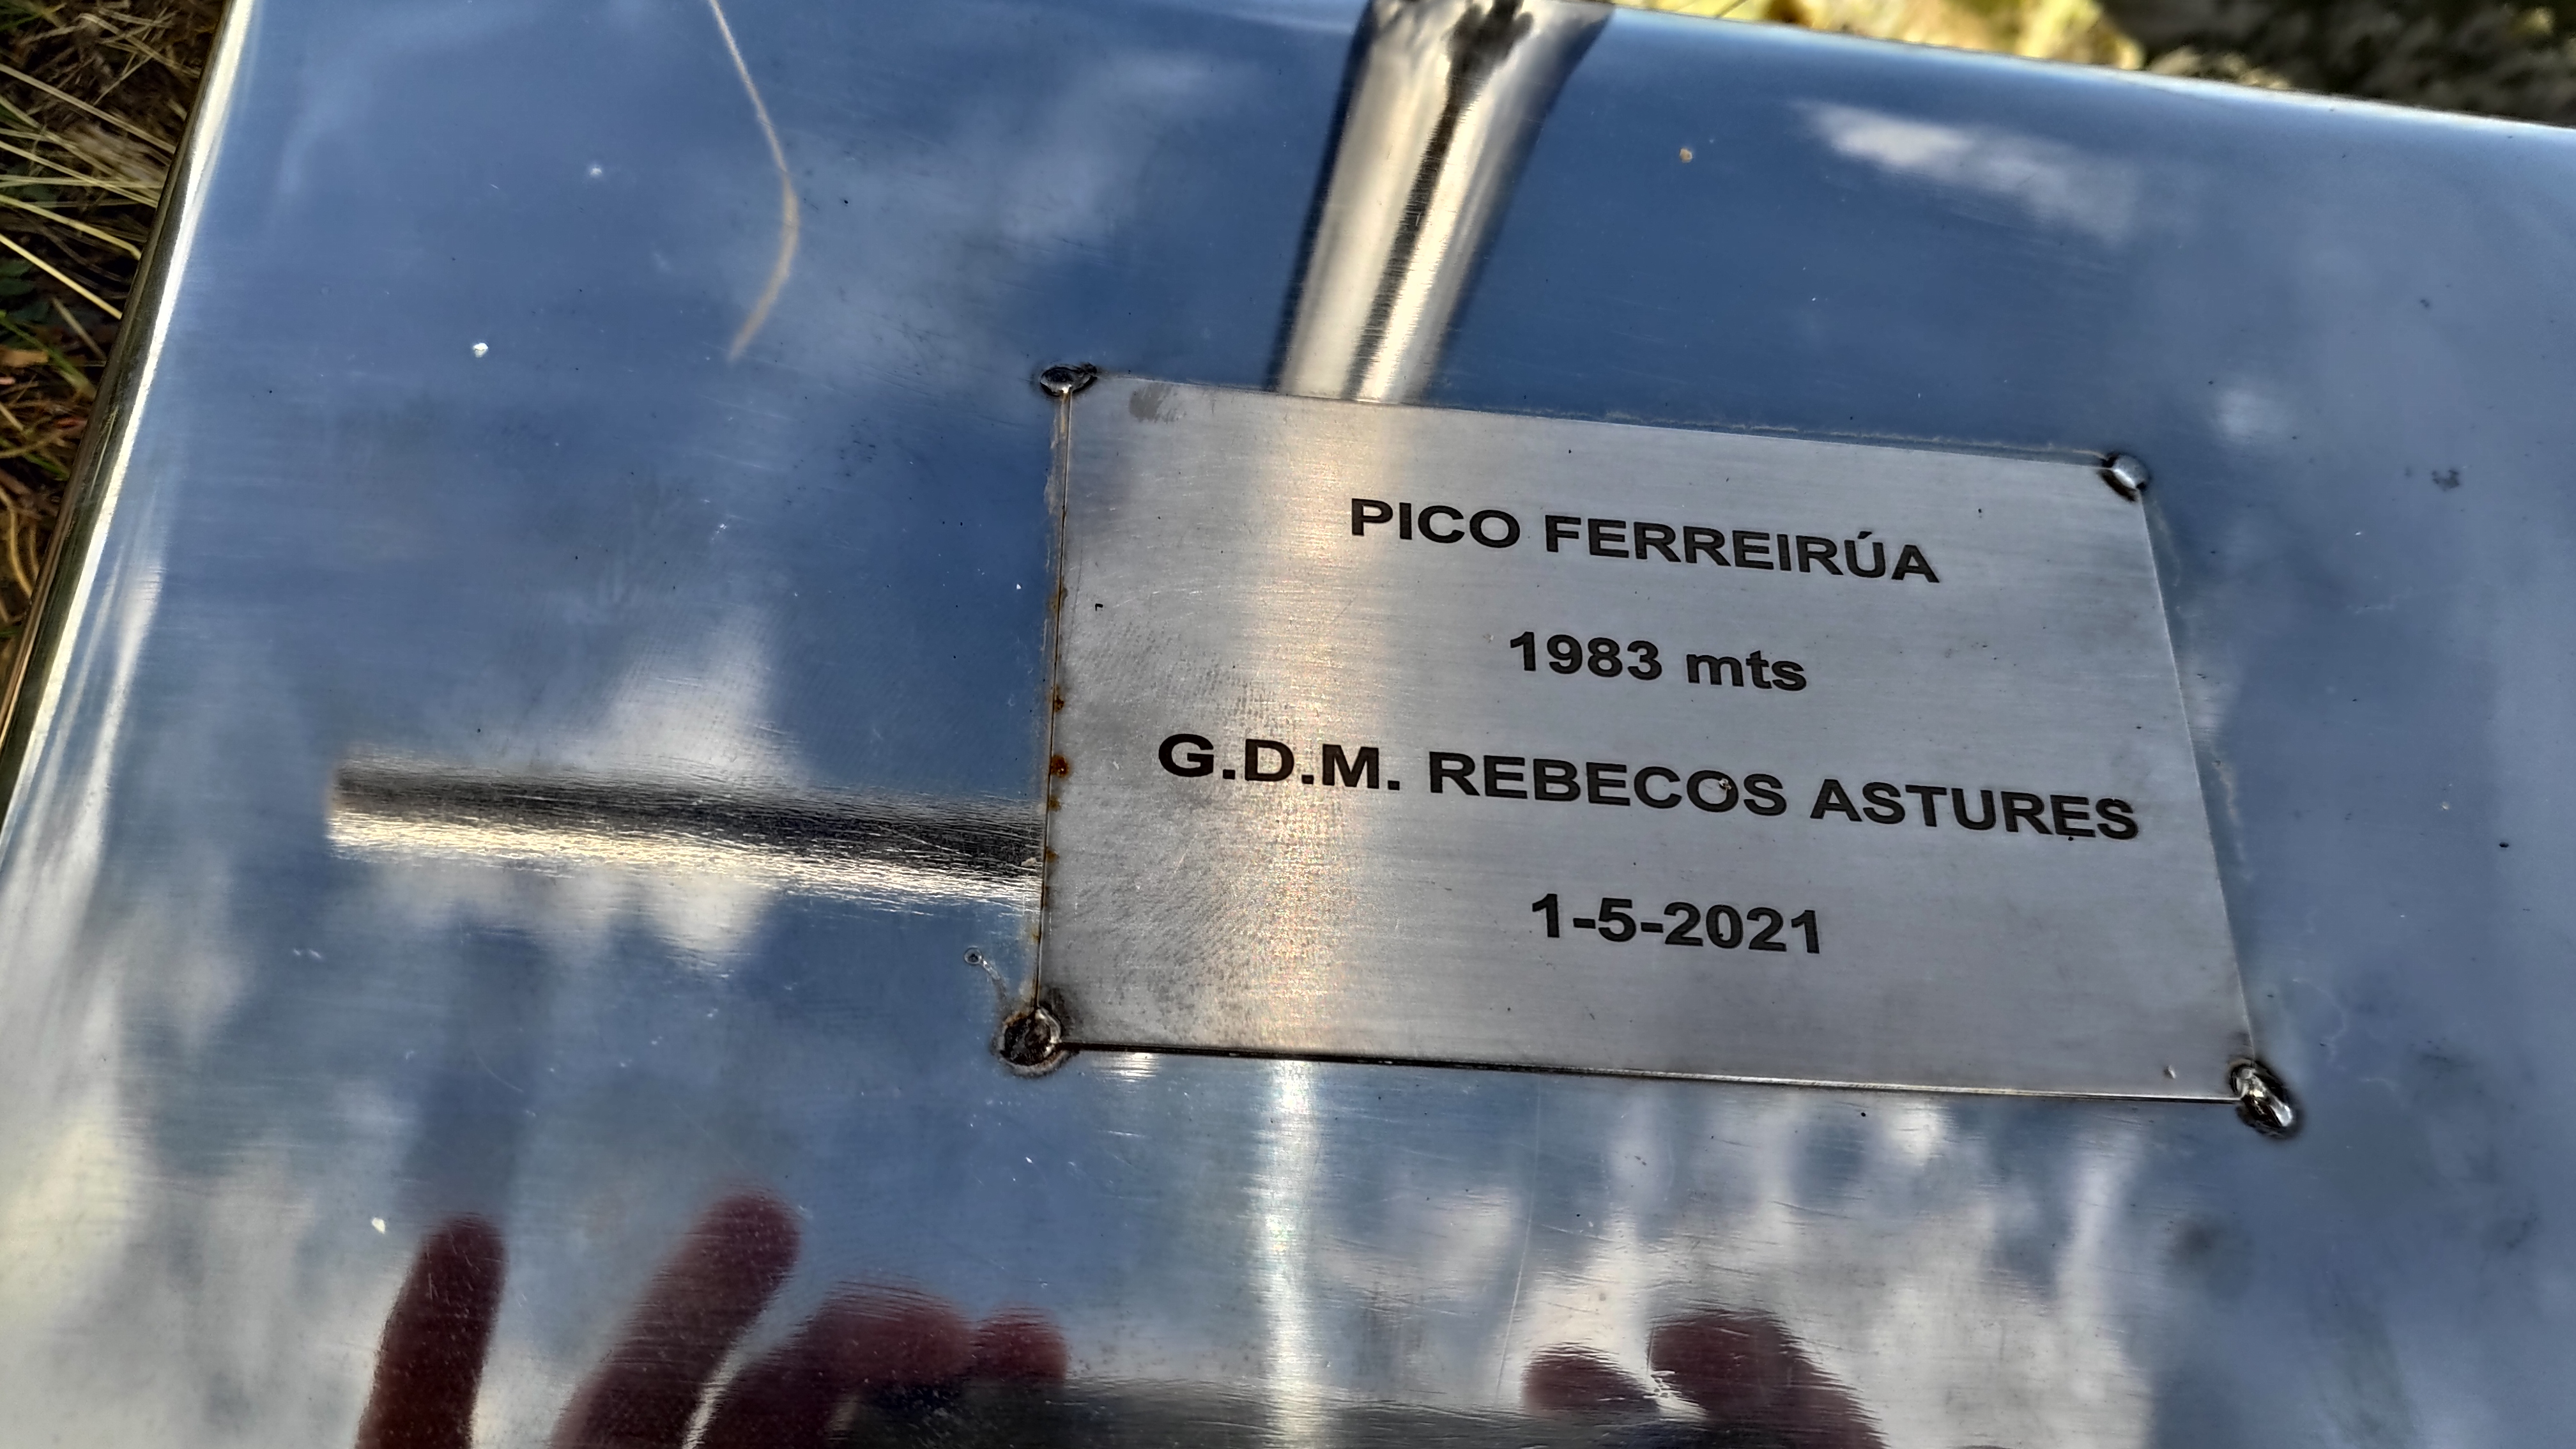 PICO FERREIRÚA
1983 mts
G.D.M. REBECOS ASTURES
1-5-2021